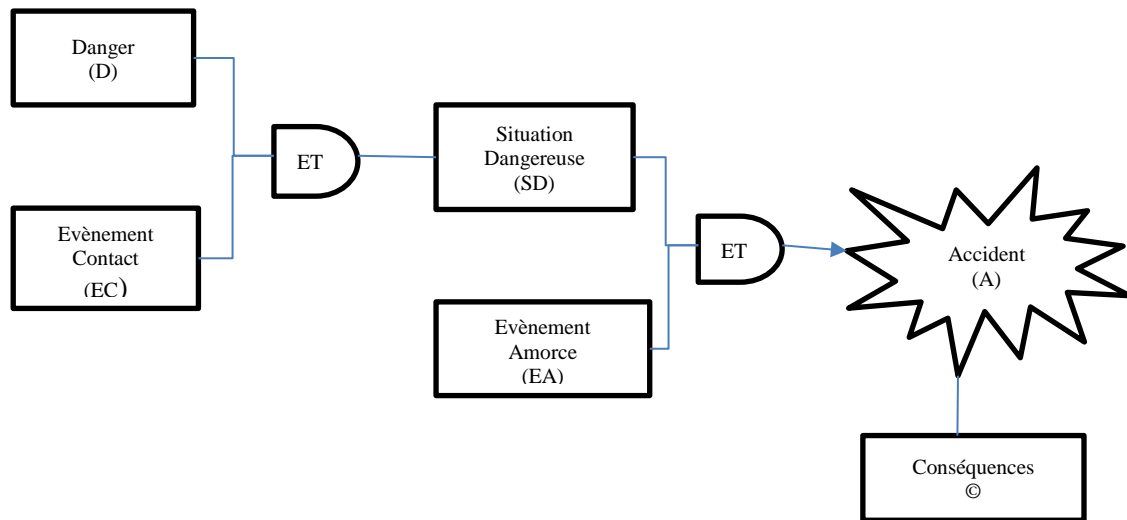 Danger
(D)
ET
Evènement
Contact
(EC)
Situation
Dangereuse
(SD)
ET
Evènement
Amorce
(EA)
Accident
(A)
Conséquences
©